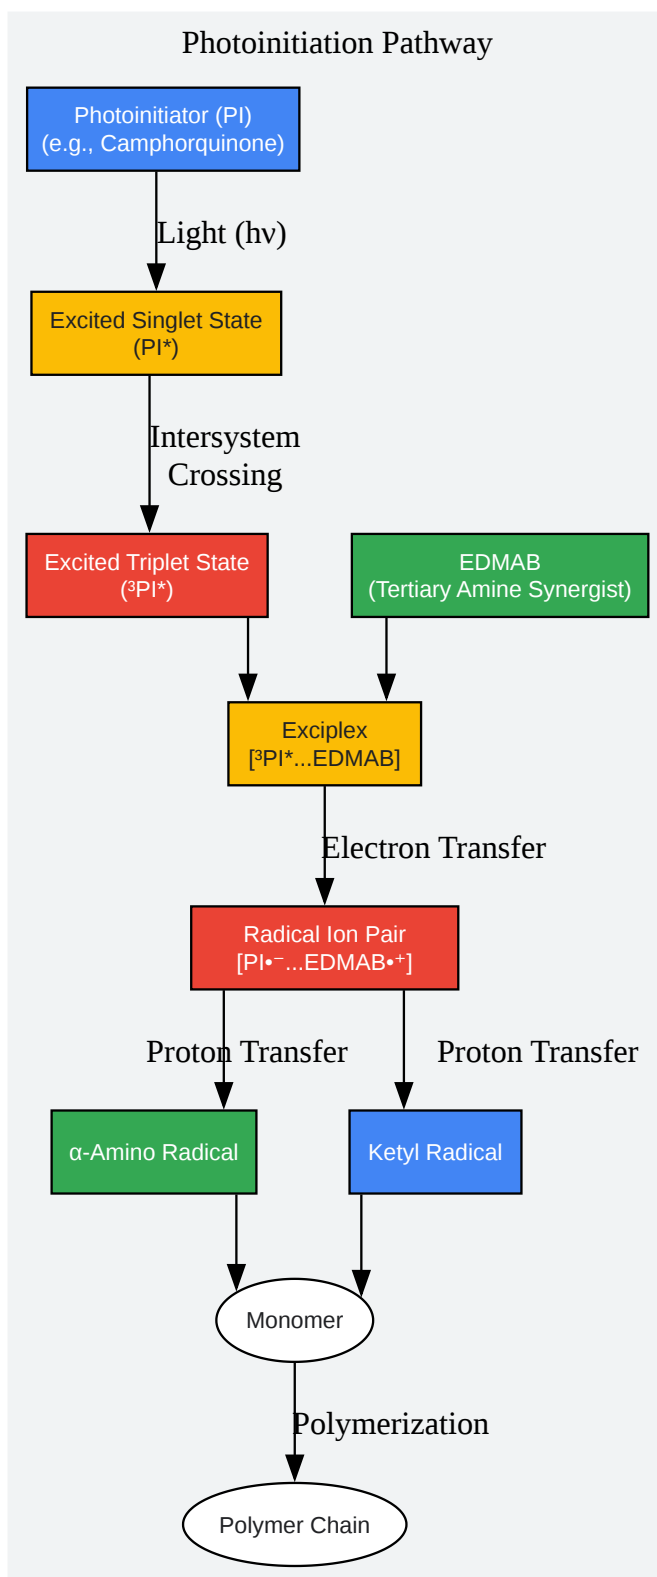 Photoinitiation Pathway
Photoinitiator (PI)
(e.g., Camphorquinone)
Light (hν)
Excited Singlet State
(PI*)
Intersystem
Crossing
Excited Triplet State
(³PI*)
EDMAB
(Tertiary Amine Synergist)
Exciplex
[³PI*...EDMAB]
Electron Transfer
Radical Ion Pair
[PI•⁻...EDMAB•⁺]
Proton Transfer
Proton Transfer
α-Amino Radical
Ketyl Radical
Monomer
Polymerization
Polymer Chain